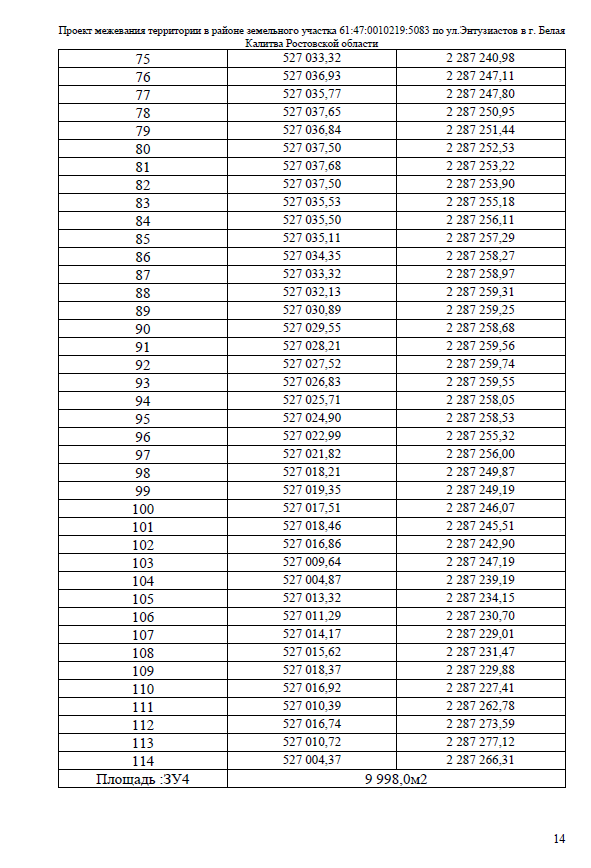 Проект межевания территории в районе земельного участка 61:47:0010219:5083 по ул.Энтузиастов в г. Белая
Калитва Ростовской области
75 527 033,32 2 287 240,98
76 527 036,93 2 287 247,11
77 527 035,77 2 287 247,80
78 527 037,65 2 287 250,95
79 527 036,84 2 287 251,44
80 527 037,50 2 287 252,53
81 527 037,68 2 287 253,22
82 527 037,50 2 287 253,90
83 527 035,53 2 287 255,18
84 527 035,50 2 287 256,11
85 527 035,11 2 287 257,29
86 527 034,35 2 287 258,27
87 527 033,32 2 287 258,97
88 527 032,13 2 287 259,31
89 527 030,89 2 287 259,25
90 527 029,55 2 287 258,68
91 527 028,21 2 287 259,56
92 527 027,52 2 287 259,74
93 527 026,83 2 287 259,55
94 527 025,71 2 287 258,05
95 527 024,90 2 287 258,53
96 527 022,99 2 287 255,32
97 527 021,82 2 287 256,00
98 527 018,21 2 287 249,87
99 527 019,35 2 287 249,19
100 527 017,51 2 287 246,07
101 527 018,46 2 287 245,51
102 527 016,86 2 287 242,90
103 527 009,64 2 287 247,19
104 527 004,87 2 287 239,19
105 527 013,32 2 287 234,15
106 527 011,29 2 287 230,70
107 527 014,17 2 287 229,01
108 527 015,62 2 287 231,47
109 527 018,37 2 287 229,88
110 527 016,92 2 287 227,41
111 527 010,39 2 287 262,78
112 527 016,74 2 287 273,59
113 527 010,72 2 287 277,12
114 527 004,37 2 287 266,31
Площадь :ЗУ4 9 998,0м2
14